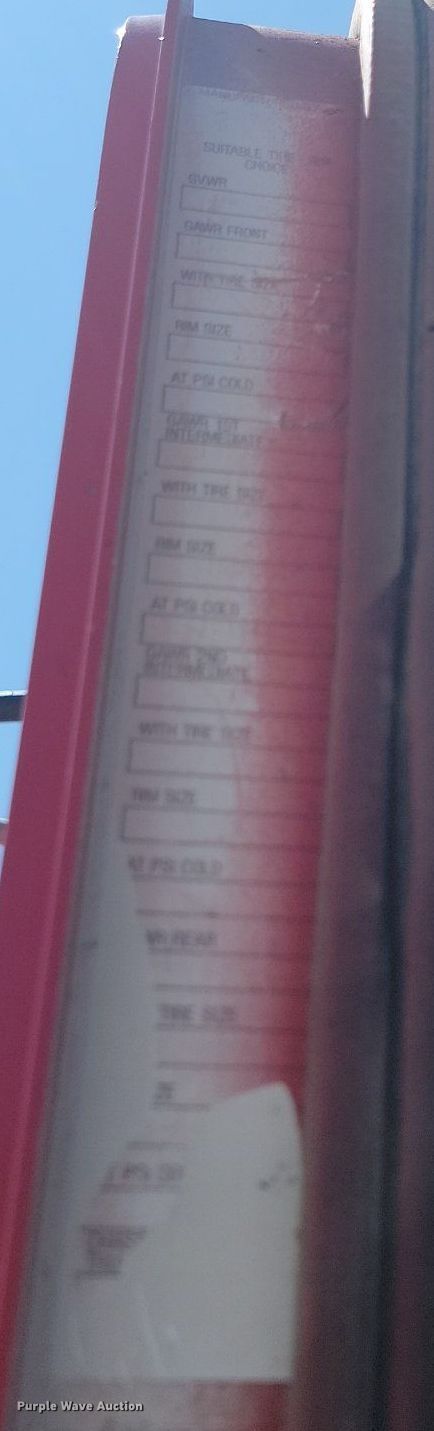 SUITABLE
CHOICE
GVWR
GAWR FRONT
WITH TIRE SIZE
RIM SIZE
AT PSI COLD
GAWR 1ST
INTERMEDIATE
WITH TIRE SIZE
RIM SIZE
AT PSI COLD
GAWR 2ND
INTERMEDIATE
WITH TIRE SIZE
RIM SIZE
AT PSI COLD
REAR
TIRE SIZE
PSI
Purple Wave Auction